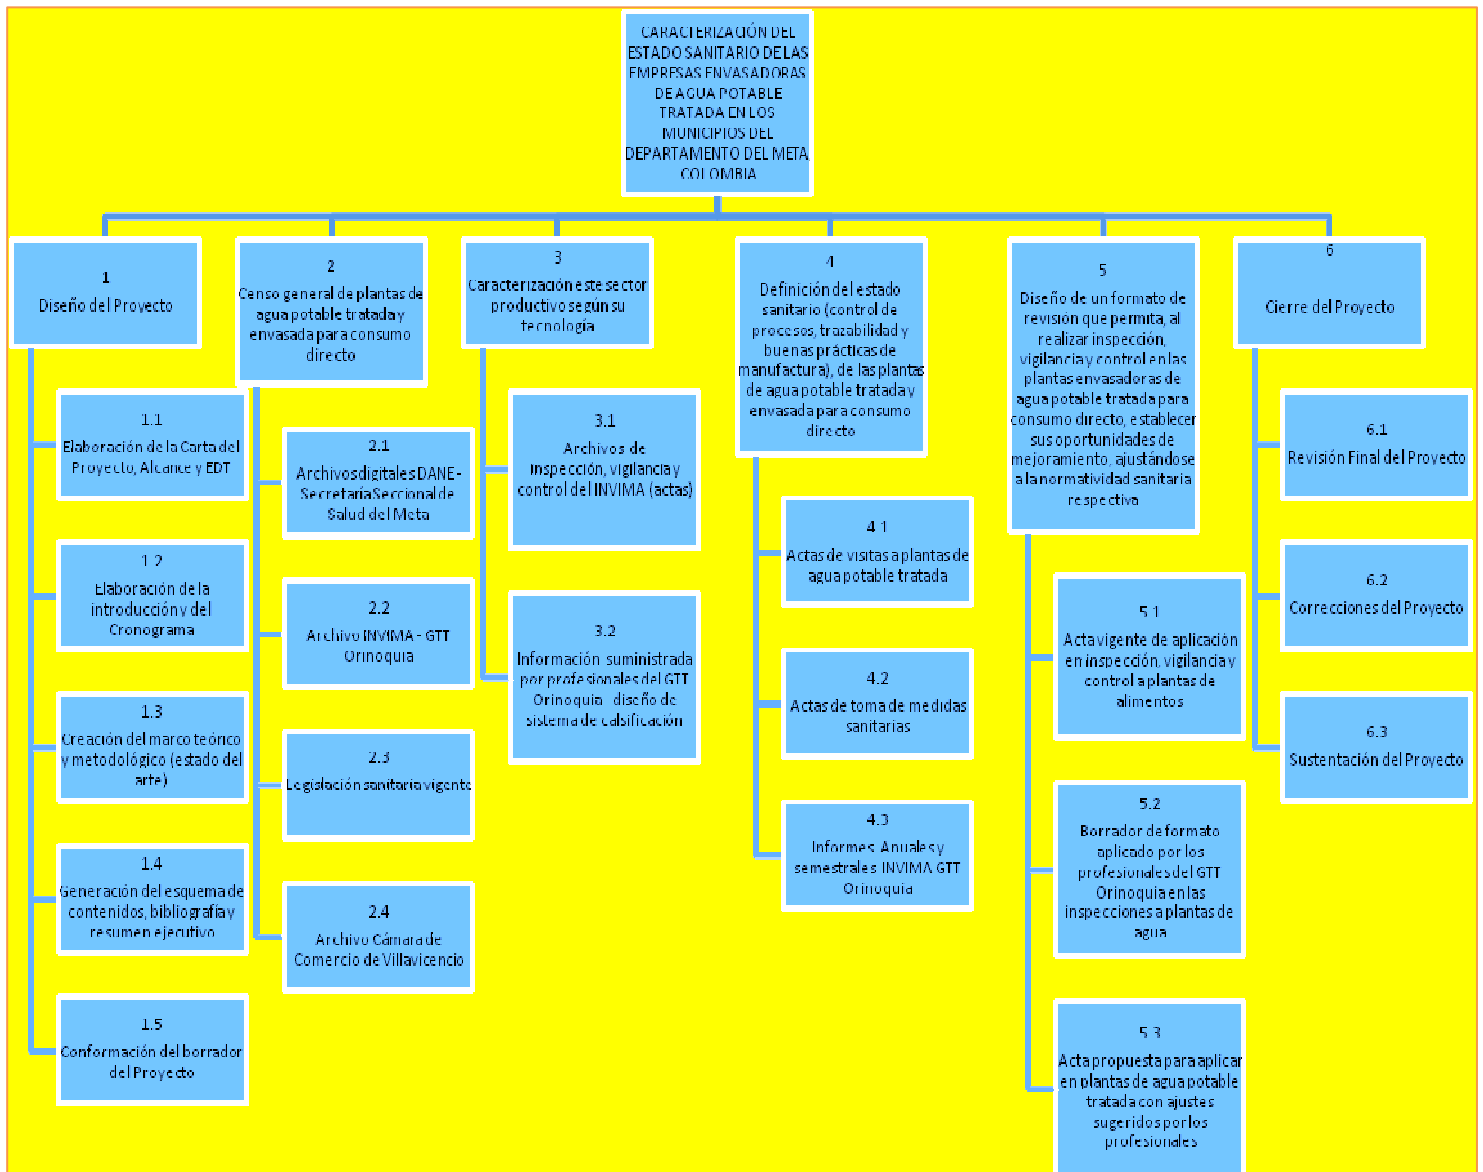 CARACTERIZACIÓN DEL
ESTADO SANITARIO DE LAS
EMPRESAS ENVASADORAS
DE AGUA POTABLE
TRATADA EN LOS
MUNICIPIOS DEL
DEPARTAMENTO DEL META
COLOMBIA
1
Diseño del Proyecto
1.1
Elaboración de la Carta del
Proyecto, Alcance y EDT
1.2
Elaboración de la
introducción y del
Cronograma
1.3
Creación del marco teórico
y metodológico (estado del
arte)
1.4
Generación del esquema de
contenidos, bibliografía y
resumen ejecutivo
1.5
Conformación del borrador
del Proyecto
2
Censo general de plantas de
agua potable tratada y
envasada para consumo
directo
2.1
Archivos digitales DANE -
Secretaría Seccional de
Salud del Meta
2.2
Archivo INVIMA - GTT
Orinoquia
2.3
Legislación sanitaria vigente
2.4
Archivo Cámara de
Comercio de Villavicencio
3
Caracterización este sector
productivo según su
tecnología
3.1
Archivos de
inspección, vigilancia y
control del INVIMA (actas)
3.2
Información suministrada
por profesionales del GTT
Orinoquia diseño de
sistema de calsificación
4
Definición del estado
sanitario (control de
procesos, trazabilidad y
buenas prácticas de
manufactura), de las plantas
de agua potable tratada y
envasada para consumo
directo
4.1
Actas de visitas a plantas de
agua potable tratada
4.2
Actas de toma de medidas
sanitarias
4.3
Informes Anuales y
semestrales INVIMA GTT
Orinoquia
5
Diseño de un formato de
revisión que permita, al
realizar inspección,
vigilancia y control en las
plantas envasadoras de
agua potable tratada para
consumo directo, establecer
sus oportunidades de
mejoramiento, ajustándose
a la normatividad sanitaria
respectiva
5.1
Acta vigente de aplicación
en inspección, vigilancia y
control a plantas de
alimentos
5.2
Borrador de formato
aplicado por los
profesionales del GTT
Orinoquia en las
inspecciones a plantas de
agua
5.3
Acta propuesta para aplicar
en plantas de agua potable
tratada con ajustes
sugeridos por los
profesionales
6
Cierre del Proyecto
6.1
Revisión Final del Proyecto
6.2
Correcciones del Proyecto
6.3
Sustentación del Proyecto